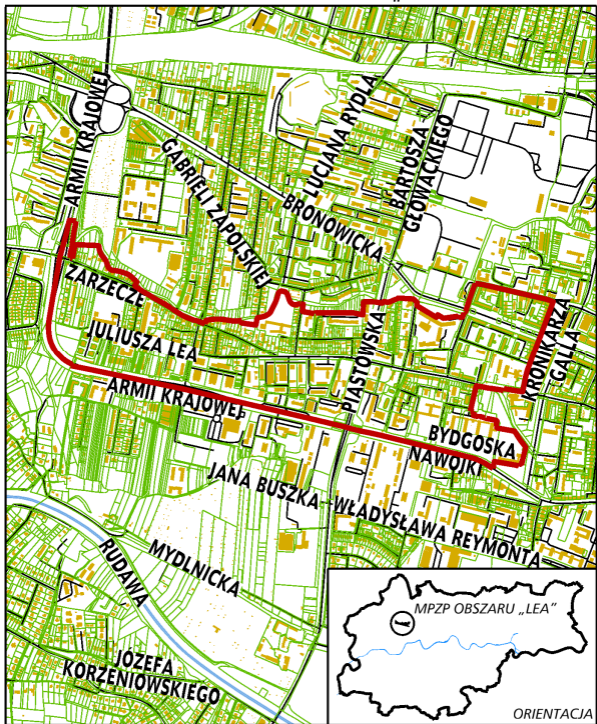 ARMII KRAJOWEJ
GABRIELI ZAPOLSKIEJ
LUCJANA RYDLA
BARTOSZA
GŁOWACKIEGO
BRONOWICKA
ZARZECZE
JULIUSZA LEA
PIASTOWSKA
KRONIKARZA
GALLA
ARMII KRAJOWEJ
BYDGOSKA
NAWOJKI
JANA BUSZKA
WŁADYSŁAWA REYMONTA
MYDLNICKA
RUDAWA
JÓZEFA
KORZENIOWSKIEGO
MPZP OBSZARU „LEA”
ORIENTACJA